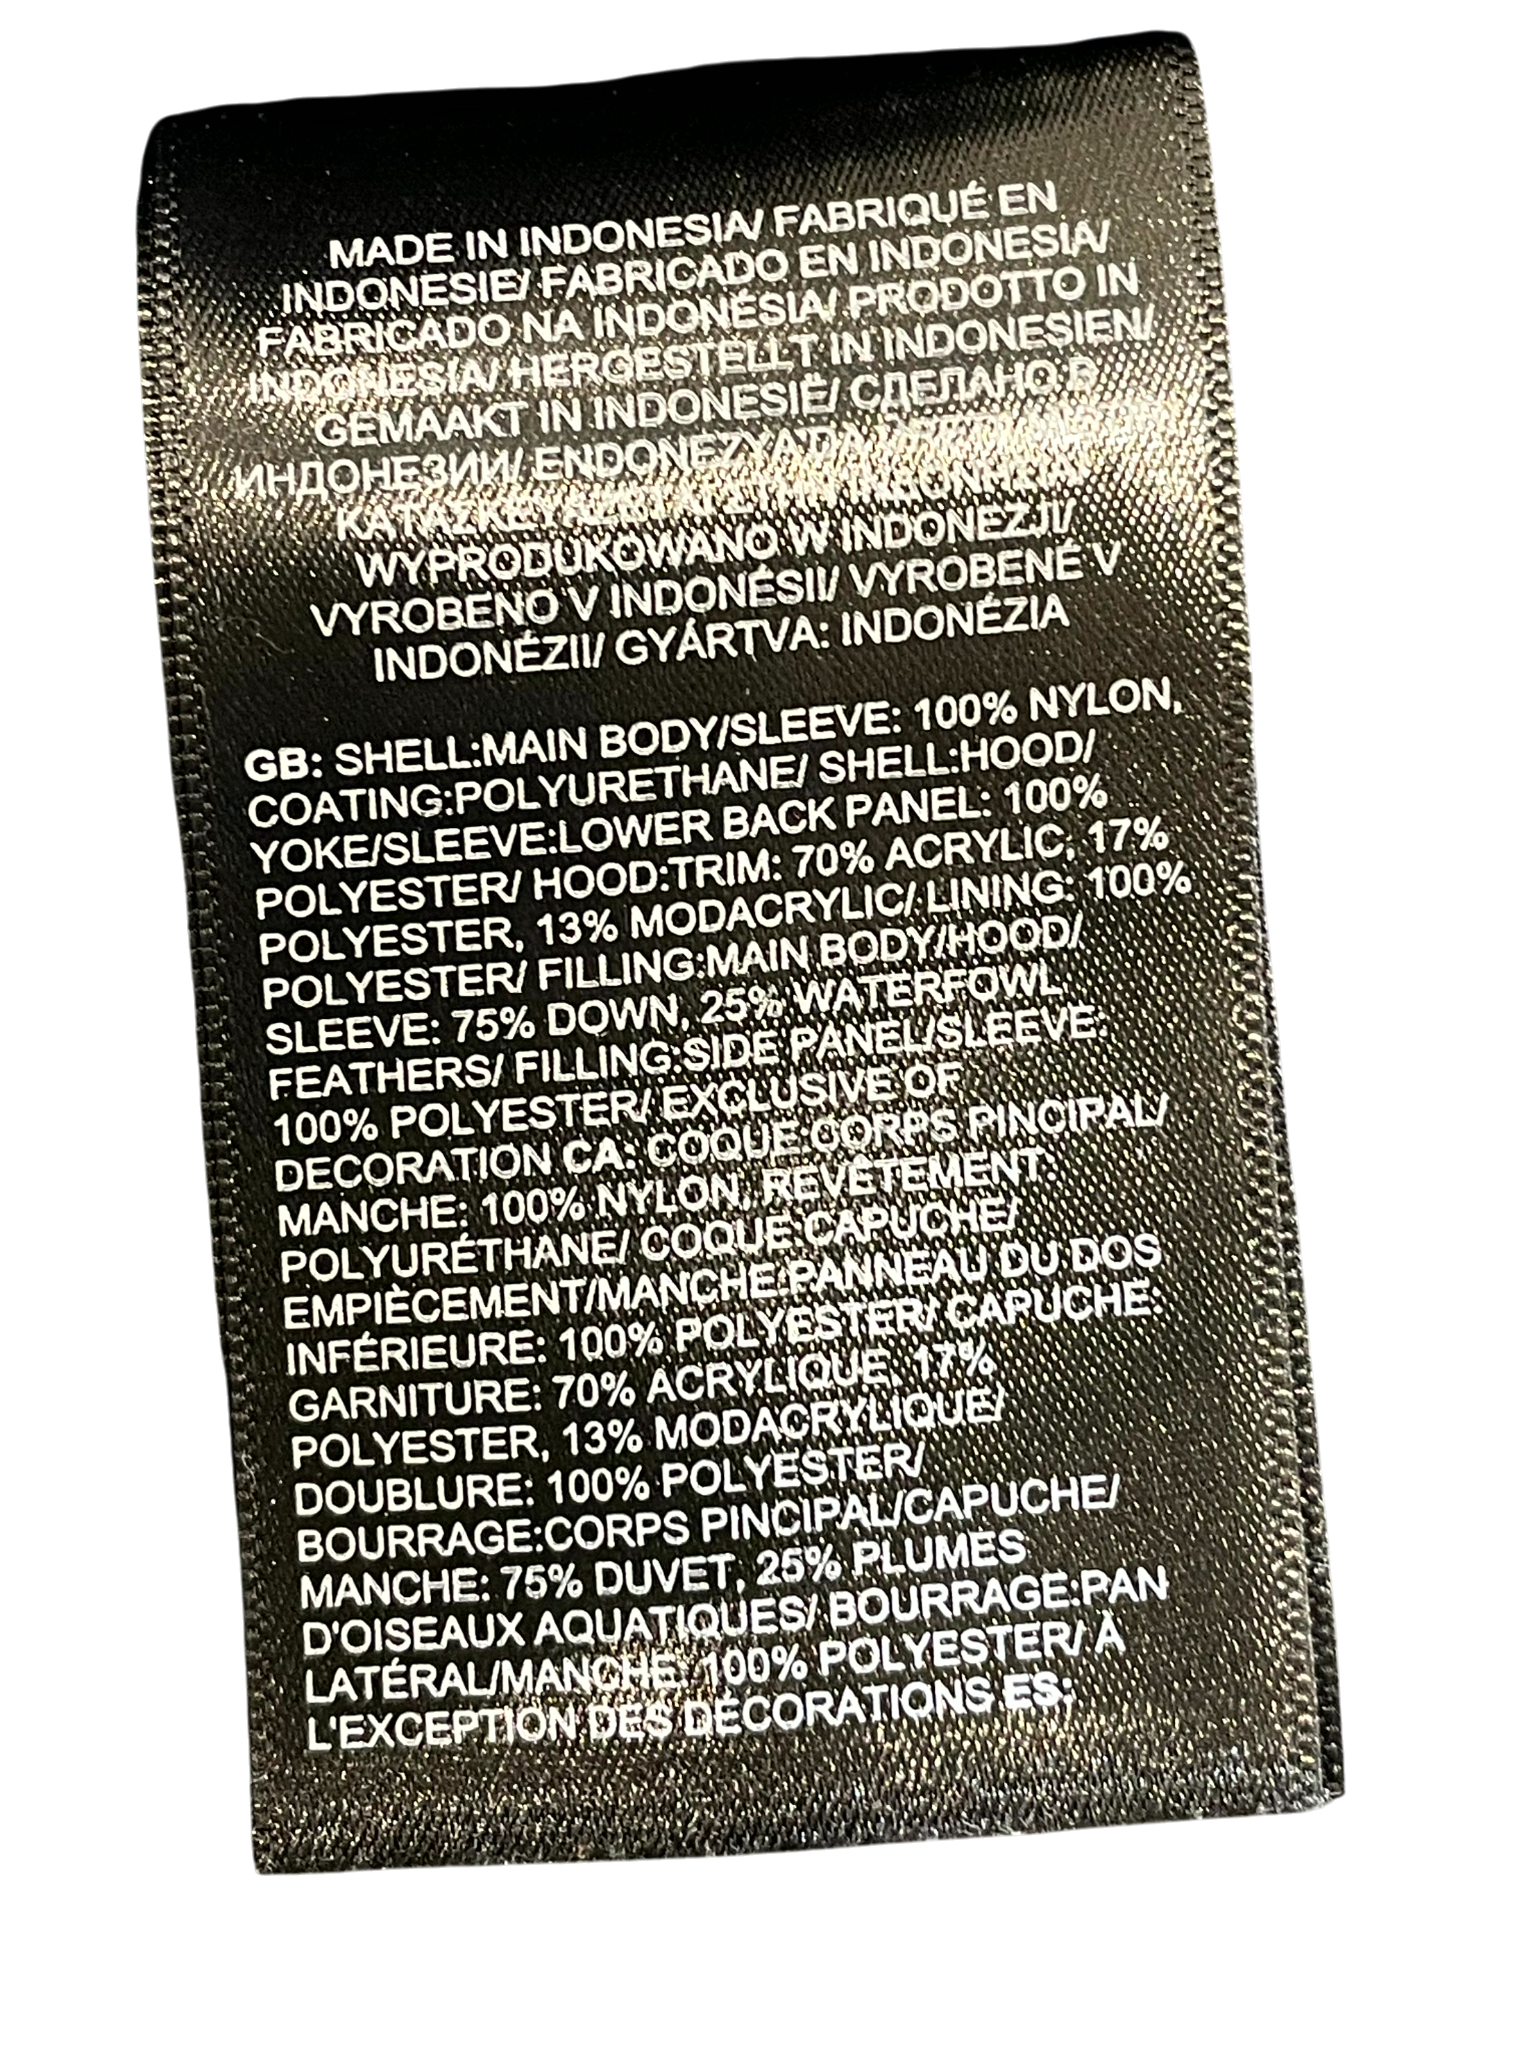 MADE IN INDONESIA/ FABRIQUÉ EN
INDONESIE/ FABRICADO EN INDONESIA/
FABRICADO NA INDONÉSIA/ PRODOTTO IN
INDONESIA/ HERGESTELLT IN INDONESIEN/
GEMAAKT IN INDONESIË/ СДЕЛАНО В
ИНДОНЕЗИИ/ ENDONEZYA'DA
WYPRODUKOWANO W INDONEZJI/
VYROBENO V INDONÉSII/ VYROBENÉ V
INDONÉZII/ GYÁRTVA: INDONÉZIA
GB: SHELL:MAIN BODY/SLEEVE: 100% NYLON,
COATING:POLYURETHANE/ SHELL:HOOD/
YOKE/SLEEVE:LOWER BACK PANEL: 100%
POLYESTER/ HOOD:TRIM: 70% ACRYLIC, 17%
POLYESTER, 13% MODACRYLIC/ LINING: 100%
POLYESTER/ FILLING:MAIN BODY/HOOD/
SLEEVE: 75% DOWN, 25% WATERFOWL
FEATHERS/ FILLING:SIDE PANEL/SLEEVE:
100% POLYESTER/ EXCLUSIVE OF
DECORATION CA: COQUE:CORPS PINCIPAL/
MANCHE: 100% NYLON, REVÊTEMENT:
POLYURÉTHANE/ COQUE:CAPUCHE/
EMPIÈCEMENT/MANCHE:PANNEAU DU DOS
INFÉRIEURE: 100% POLYESTER/ CAPUCHE:
GARNITURE: 70% ACRYLIQUE, 17%
POLYESTER, 13% MODACRYLIQUE/
DOUBLURE: 100% POLYESTER/
BOURRAGE:CORPS PINCIPAL/CAPUCHE/
MANCHE: 75% DUVET, 25% PLUMES
D'OISEAUX AQUATIQUES/ BOURRAGE:PAN
LATÉRAL/MANCHE: 100% POLYESTER/ À
L'EXCEPTION DES DÉCORATIONS ES: